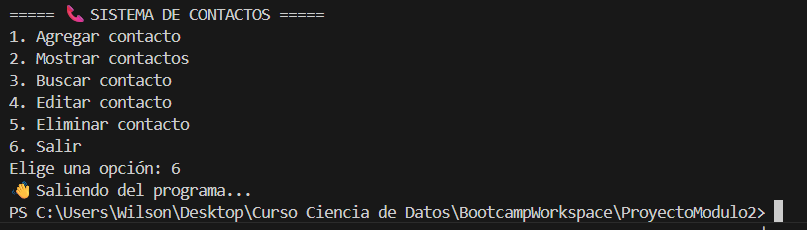 ===== 📞 SISTEMA DE CONTACTOS =====
1. Agregar contacto
2. Mostrar contactos
3. Buscar contacto
4. Editar contacto
5. Eliminar contacto
6. Salir
Elige una opción: 6
👋 Saliendo del programa...
PS C:\Users\Wilson\Desktop\Curso Ciencia de Datos\BootcampWorkspace\ProyectoModulo2>